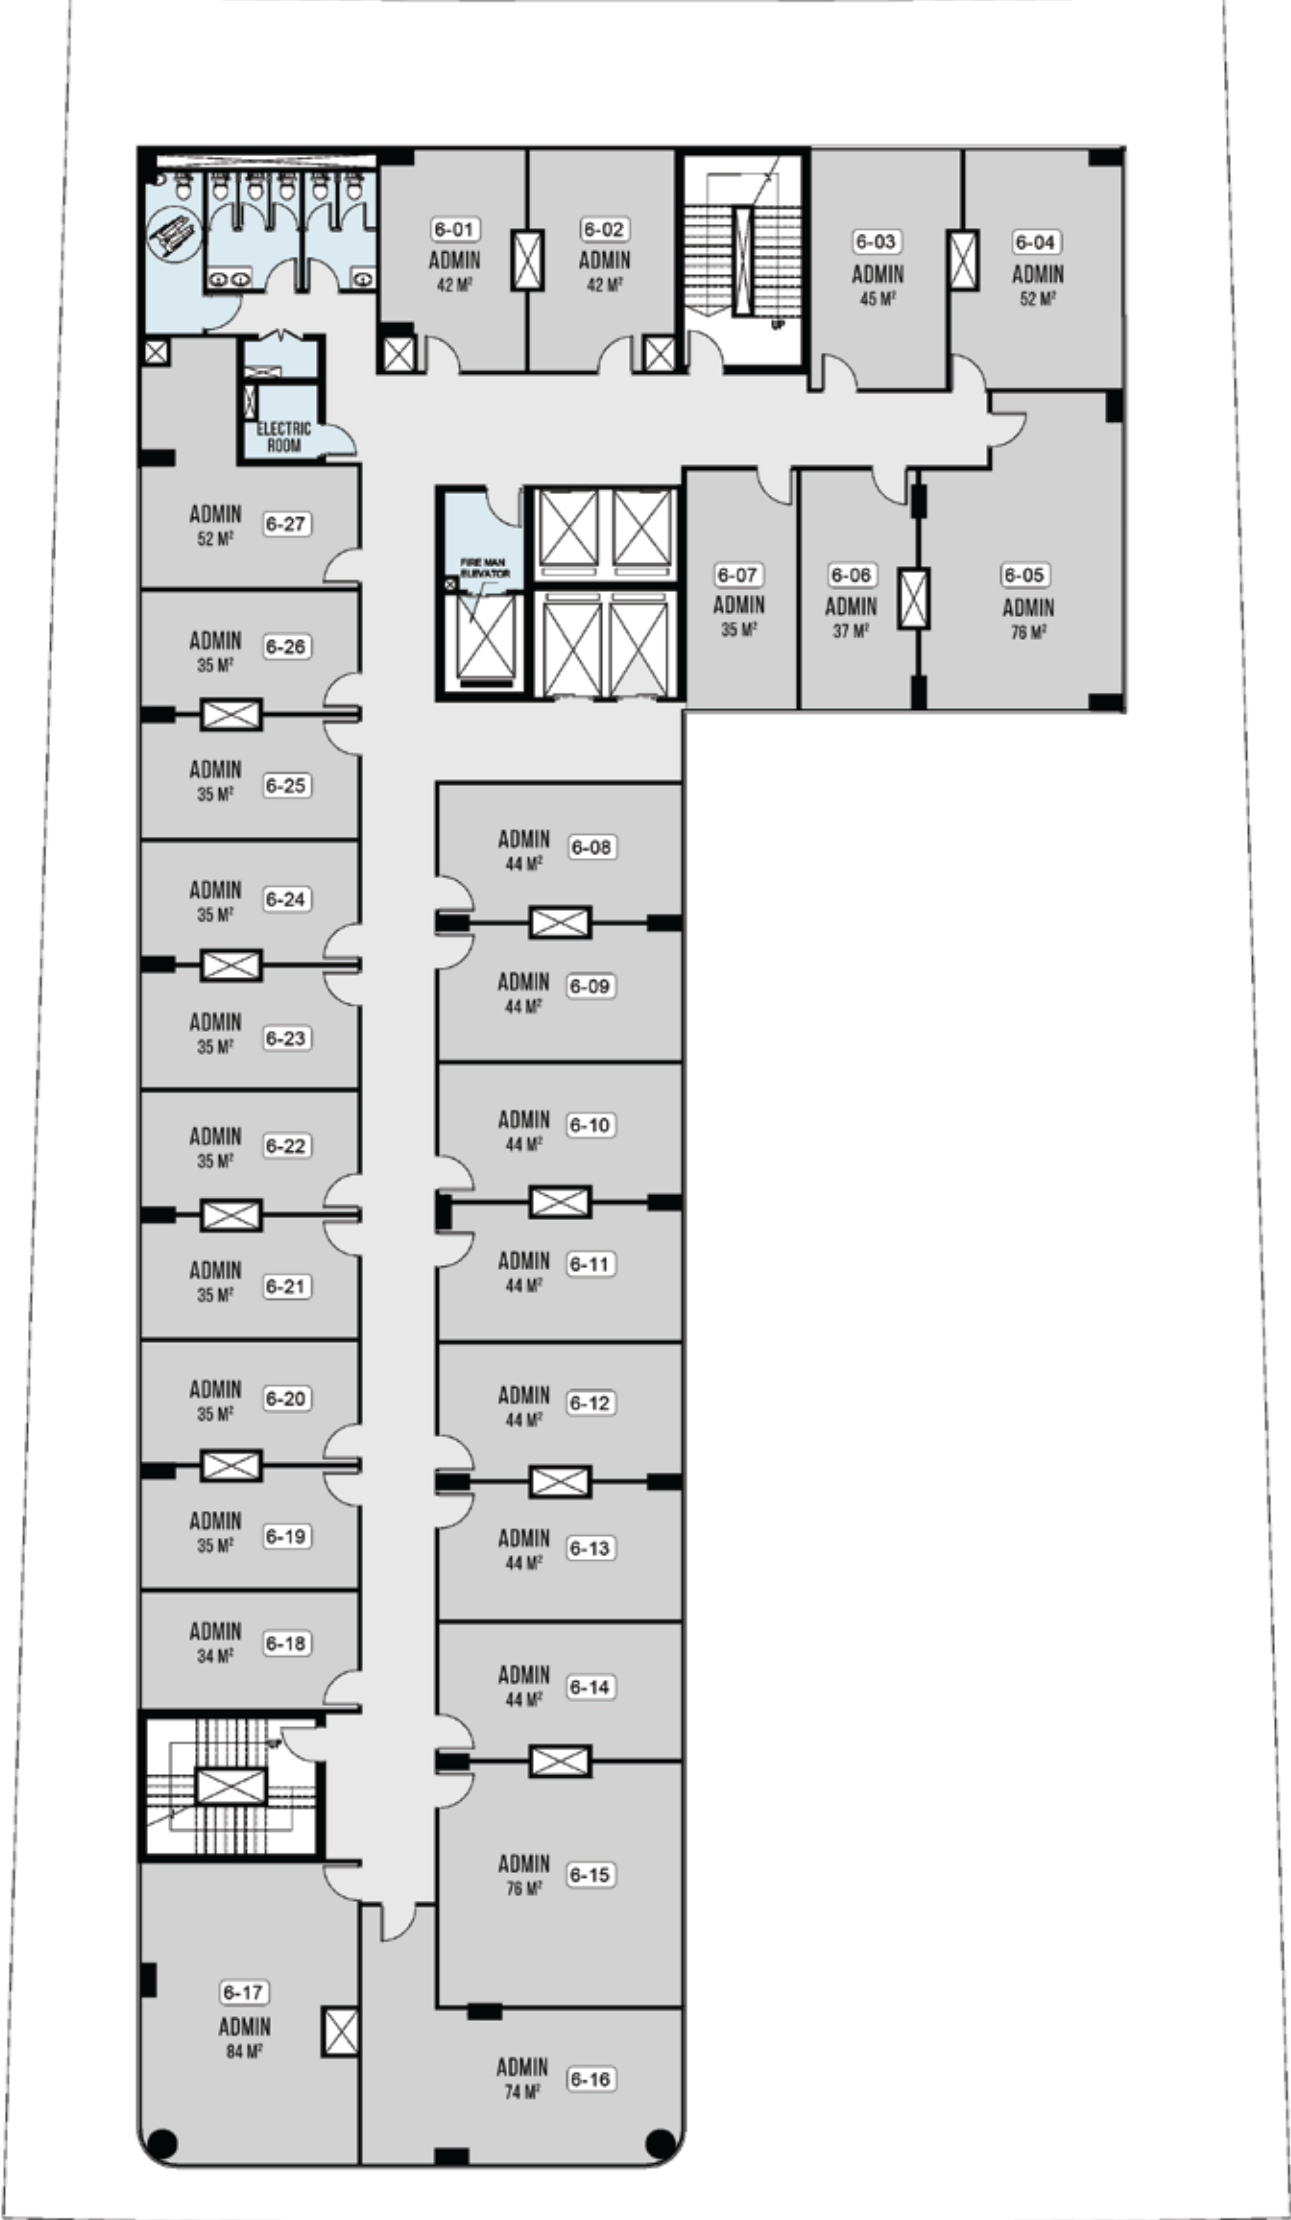 6-01
ADMIN
42 M²
6-02
ADMIN
42 M²
6-03
ADMIN
45 M²
6-04
ADMIN
52 M²
UP
ELECTRIC
ROOM
ADMIN
52 M²
6-27
FIRE MAN
ELEVATOR
6-07
ADMIN
35 M²
6-06
ADMIN
37 M²
6-05
ADMIN
76 M²
ADMIN
35 M²
6-26
ADMIN
35 M²
6-25
ADMIN
44 M²
6-08
ADMIN
35 M²
6-24
ADMIN
44 M²
6-09
ADMIN
35 M²
6-23
ADMIN
44 M²
6-10
ADMIN
35 M²
6-22
ADMIN
44 M²
6-11
ADMIN
35 M²
6-21
ADMIN
44 M²
6-12
ADMIN
35 M²
6-20
ADMIN
44 M²
6-13
ADMIN
35 M²
6-19
ADMIN
34 M²
6-18
ADMIN
44 M²
6-14
UP
ADMIN
76 M²
6-15
6-17
ADMIN
84 M²
ADMIN
74 M²
6-16